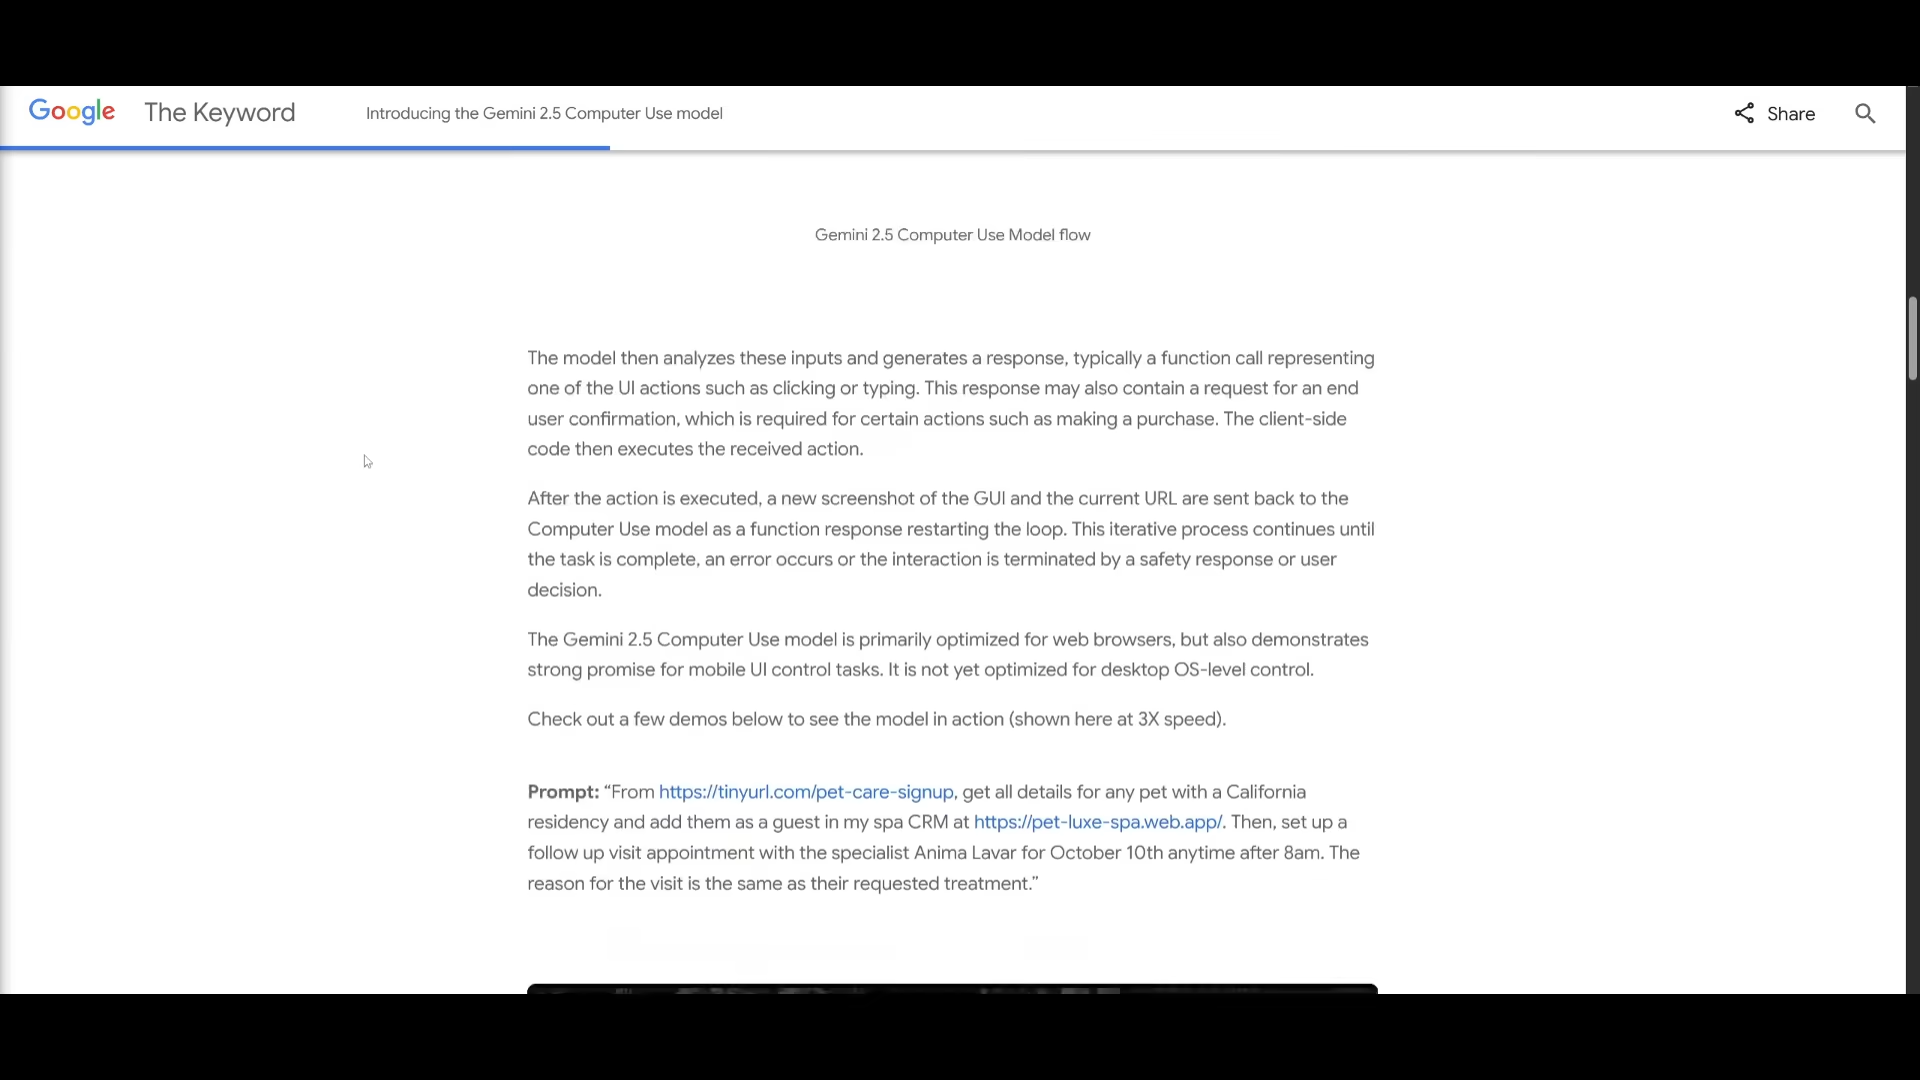 Google The Keyword Introducing the Gemini 2.5 Computer Use model Share
Gemini 2.5 Computer Use Model flow
The model then analyzes these inputs and generates a response, typically a function call representing
one of the UI actions such as clicking or typing. This response may also contain a request for an end
user confirmation, which is required for certain actions such as making a purchase. The client-side
code then executes the received action.
After the action is executed, a new screenshot of the GUI and the current URL are sent back to the
Computer Use model as a function response restarting the loop. This iterative process continues until
the task is complete, an error occurs or the interaction is terminated by a safety response or user
decision.
The Gemini 2.5 Computer Use model is primarily optimized for web browsers, but also demonstrates
strong promise for mobile UI control tasks. It is not yet optimized for desktop OS-level control.
Check out a few demos below to see the model in action (shown here at 3X speed).
Prompt: “From https://tinyurl.com/pet-care-signup, get all details for any pet with a California
residency and add them as a guest in my spa CRM at https://pet-luxe-spa.web.app/. Then, set up a
follow up visit appointment with the specialist Anima Lavar for October 10th anytime after 8am. The
reason for the visit is the same as their requested treatment.”